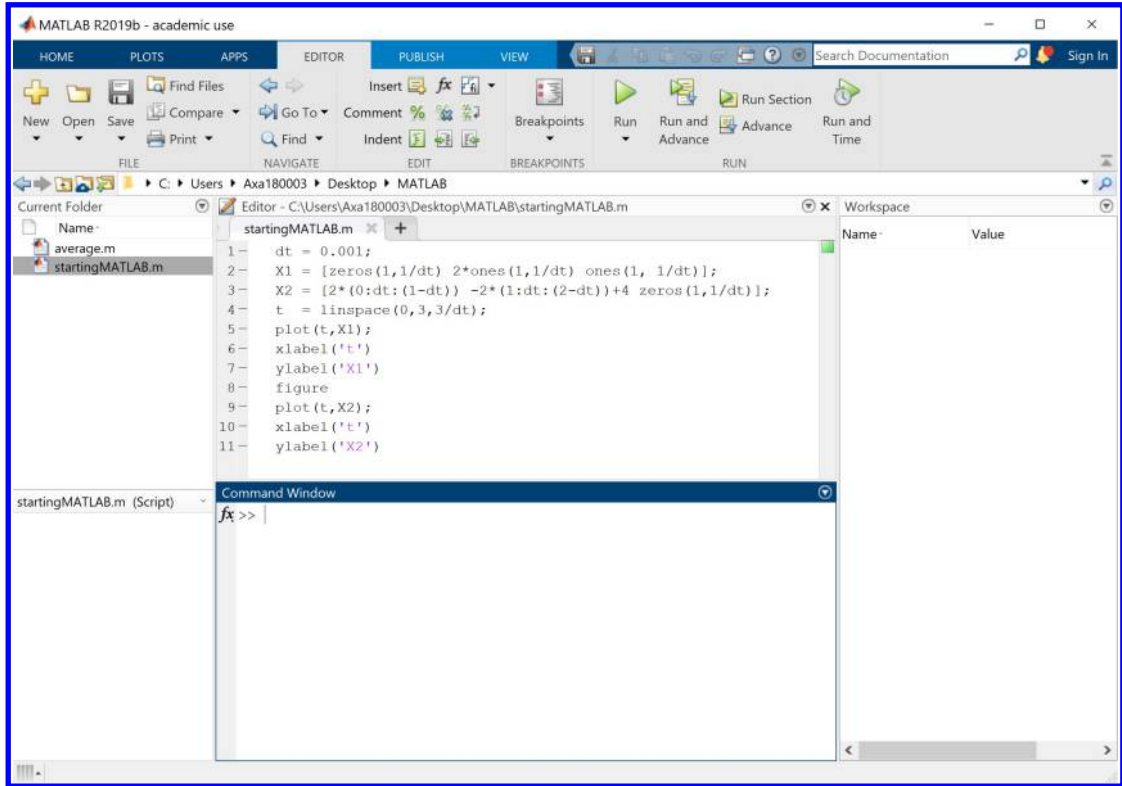 MATLAB R2019b - academic use
HOME PLOTS APPS EDITOR PUBLISH VIEW Search Documentation Sign In
New Open Save Find Files Compare Print
FILE
Go To Find
NAVIGATE
Insert fx
Comment %
Indent
EDIT
Breakpoints
BREAKPOINTS
Run Run and Advance Run Section Advance Run and Time
RUN
C: Users Axa180003 Desktop MATLAB
Current Folder
Name
average.m
startingMATLAB.m
Editor - C:\Users\Axa180003\Desktop\MATLAB\startingMATLAB.m
startingMATLAB.m +
1 dt = 0.001;
2 X1 = [zeros(1,1/dt) 2*ones(1,1/dt) ones(1, 1/dt)];
3 X2 = [2*(0:dt:(1-dt)) -2*(1:dt:(2-dt))+4 zeros(1,1/dt)];
4 t = linspace(0,3,3/dt);
5 plot(t,X1);
6 xlabel('t')
7 ylabel('X1')
8 figure
9 plot(t,X2);
10 xlabel('t')
11 ylabel('X2')
Workspace
Name Value
startingMATLAB.m (Script)
Command Window
fx >>